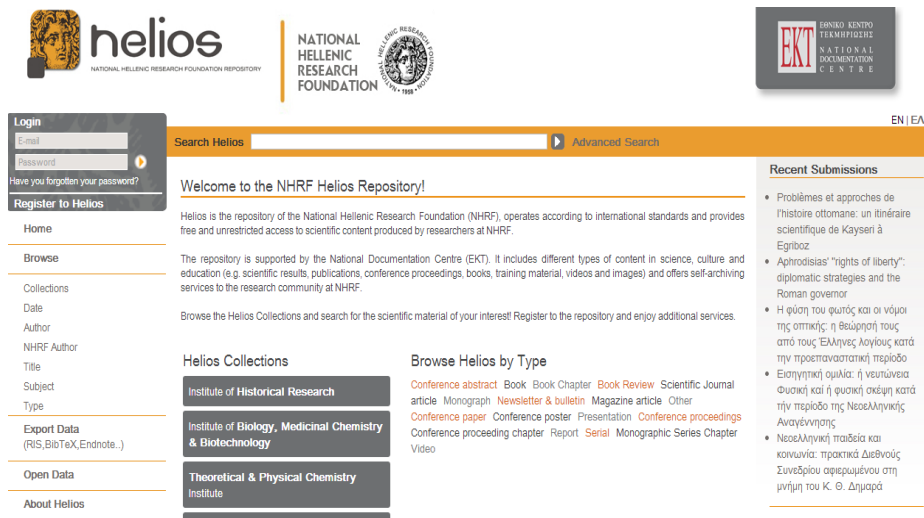 helios
NATIONAL HELLENIC RESEARCH FOUNDATION REPOSITORY
NATIONAL
HELLENIC
RESEARCH
FOUNDATION
NATIONAL HELLENIC RESEARCH FOUNDATION
• 1958 •
EKT
ΕΘΝΙΚΟ ΚΕΝΤΡΟ
ΤΕΚΜΗΡΙΩΣΗΣ
NATIONAL
DOCUMENTATION
CENTRE
EN | ΕΛ
Login
E-mail
Password
Have you forgotten your password?
Register to Helios
Home
Browse
Collections
Date
Author
NHRF Author
Title
Subject
Type
Export Data
(RIS,BibTeX,Endnote..)
Open Data
About Helios
Search Helios
Advanced Search
Welcome to the NHRF Helios Repository!
Helios is the repository of the National Hellenic Research Foundation (NHRF), operates according to international standards and provides
free and unrestricted access to scientific content produced by researchers at NHRF.
The repository is supported by the National Documentation Centre (EKT). It includes different types of content in science, culture and
education (e.g. scientific results, publications, conference proceedings, books, training material, videos and images) and offers self-archiving
services to the research community at NHRF.
Browse the Helios Collections and search for the scientific material of your interest! Register to the repository and enjoy additional services.
Helios Collections
Institute of Historical Research
Institute of Biology, Medicinal Chemistry
& Biotechnology
Theoretical & Physical Chemistry
Institute
Browse Helios by Type
Conference abstract Book Book Chapter Book Review Scientific Journal
article Monograph Newsletter & bulletin Magazine article Other
Conference paper Conference poster Presentation Conference proceedings
Conference proceeding chapter Report Serial Monographic Series Chapter
Video
Recent Submissions
Problèmes et approches de
l'histoire ottomane: un itinéraire
scientifique de Kayseri à
Egriboz
Aphrodisias' "rights of liberty":
diplomatic strategies and the
Roman governor
Η φύση του φωτός και οι νόμοι
της οπτικής: η θεώρησή τους
από τους Έλληνες λογίους κατά
την προεπαναστατική περίοδο
Εισηγητική ομιλία: ή νευτώνεια
Φυσική καί ή φυσική σκέψη κατά
τήν περίοδο της Νεοελληνικής
Αναγέννησης
Νεοελληνική παιδεία και
κοινωνία: πρακτικά Διεθνούς
Συνεδρίου αφιερωμένου στη
μνήμη του Κ. Θ. Δημαρά